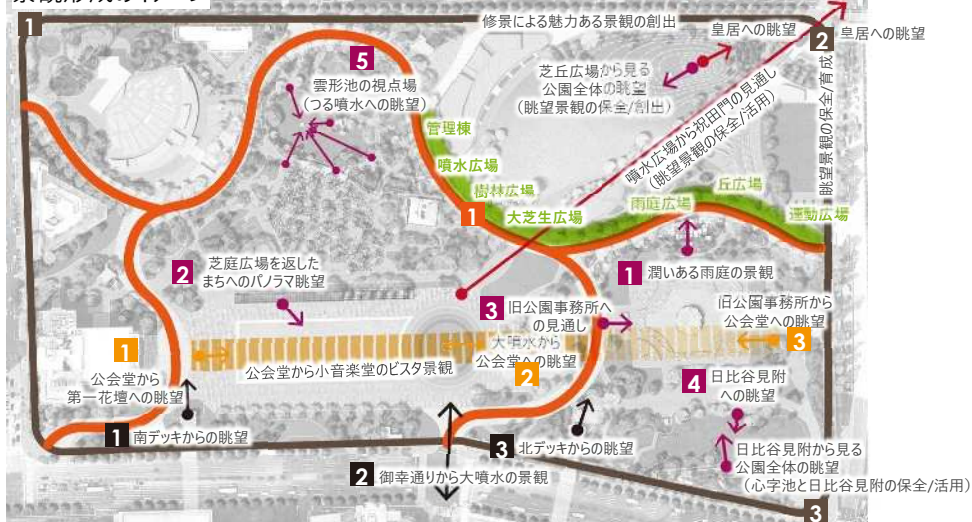 景観形成のイメージ
1
修景による魅力ある景観の創出
2
皇居への眺望
皇居への眺望
5
雲形池の視点場
（つる噴水への眺望）
芝丘広場から見る
公園全体の眺望
（眺望景観の保全/創出）
噴水広場から祝田門の見通し
（眺望景観の保全/活用）
眺望景観の保全/育成
管理棟
噴水広場
樹林広場
大芝生広場
1
雨庭広場
丘広場
運動広場
2
芝庭広場を返した
まちへのパノラマ眺望
1
潤いある雨庭の景観
3
旧公園事務所へ
の見通し
旧公園事務所から
公会堂への眺望
1
大噴水から
公会堂への眺望
2
3
公会堂から
第一花壇への眺望
公会堂から小音楽堂のビスタ景観
4
日比谷見附
への眺望
1
南デッキからの眺望
3
北デッキからの眺望
2
御幸通りから大噴水の景観
日比谷見附から見る
公園全体の眺望
（心字池と日比谷見附の保全/活用）
3